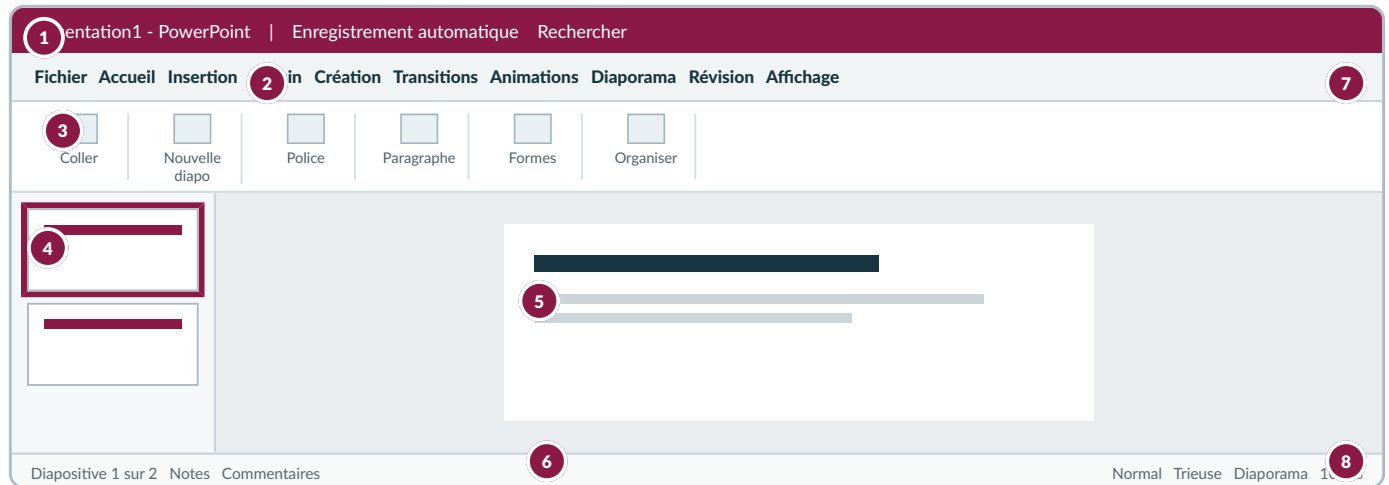 1 entation1 - PowerPoint | Enregistrement automatique Rechercher
Fichier Accueil Insertion 2 in Création Transitions Animations Diaporama Révision Affichage 7
3
Coller Nouvelle diapo Police Paragraphe Formes Organiser
4
5
6
Diapositive 1 sur 2 Notes Commentaires Normal Trieuse Diaporama 8